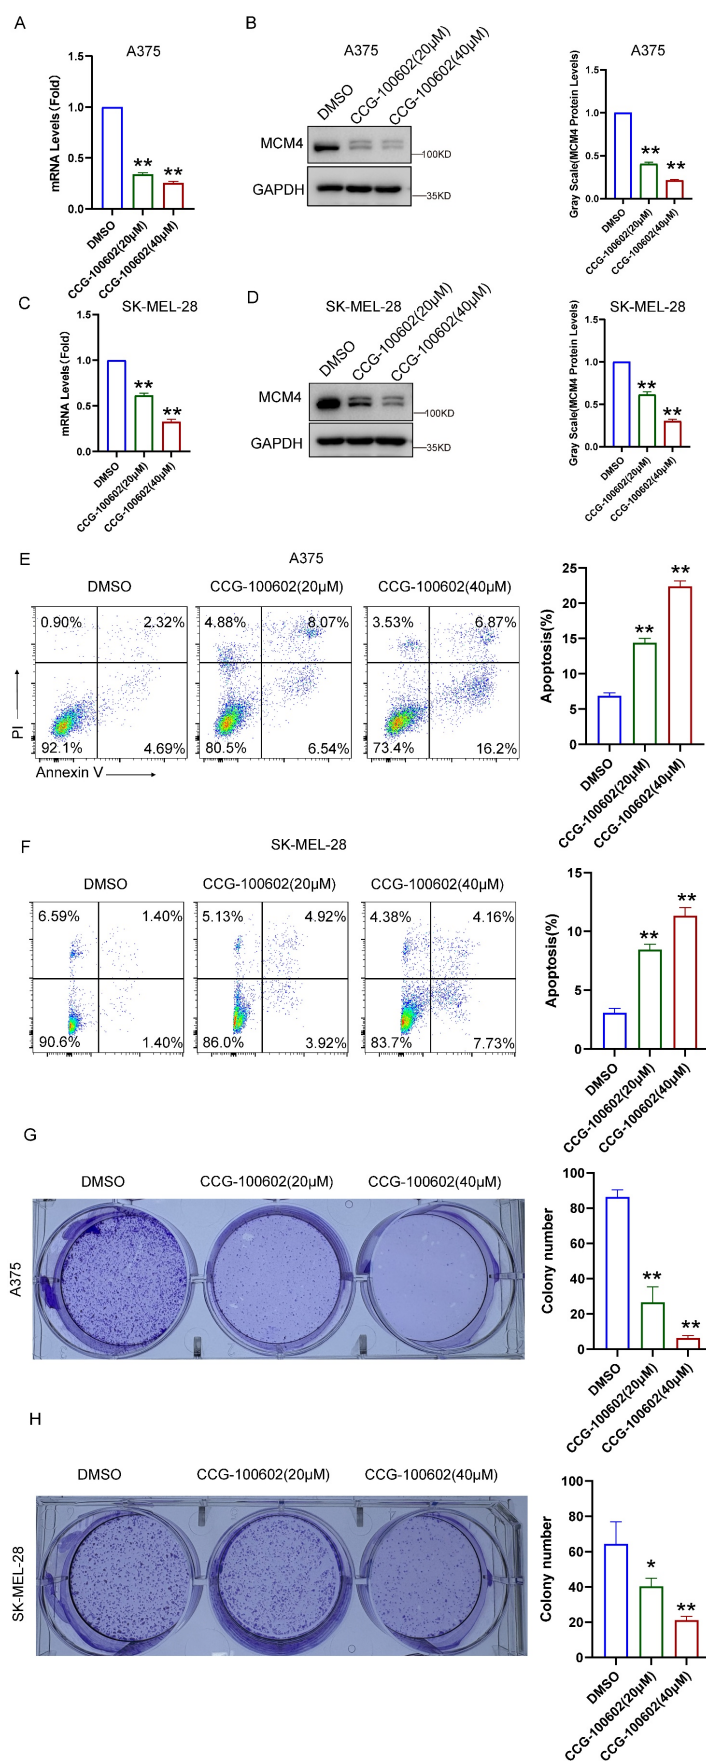 A
A375
mRNA Levels(Fold)
1.5
1.0
0.5
0.0
**
**
DMSO
CCG-100602(20μM)
CCG-100602(40μM)
B
A375
DMSO
CCG-100602(20μM)
CCG-100602(40μM)
MCM4
100KD
GAPDH
35KD
A375
Gray Scale(MCM4 Protein Levels)
1.5
1.0
0.5
0.0
**
**
DMSO
CCG-100602(20μM)
CCG-100602(40μM)
C
SK-MEL-28
mRNA Levels(Fold)
1.5
1.0
0.5
0.0
**
**
DMSO
CCG-100602(20μM)
CCG-100602(40μM)
D
SK-MEL-28
DMSO
CCG-100602(20μM)
CCG-100602(40μM)
MCM4
100KD
GAPDH
35KD
SK-MEL-28
Gray Scale(MCM4 Protein Levels)
1.5
1.0
0.5
0.0
**
**
DMSO
CCG-100602(20μM)
CCG-100602(40μM)
E
A375
DMSO
CCG-100602(20μM)
CCG-100602(40μM)
0.90% 2.32%
4.88% 8.07%
3.53% 6.87%
92.1% 4.69%
80.5% 6.54%
73.4% 16.2%
PI
Annexin V
Apoptosis(%)
25
20
15
10
5
0
**
**
DMSO
CCG-100602(20μM)
CCG-100602(40μM)
F
SK-MEL-28
DMSO
CCG-100602(20μM)
CCG-100602(40μM)
6.59% 1.40%
5.13% 4.92%
4.38% 4.16%
90.6% 1.40%
86.0% 3.92%
83.7% 7.73%
Apoptosis(%)
15
10
5
0
**
**
DMSO
CCG-100602(20μM)
CCG-100602(40μM)
G
DMSO
CCG-100602(20μM)
CCG-100602(40μM)
A375
Colony number
100
80
60
40
20
0
**
**
DMSO
CCG-100602(20μM)
CCG-100602(40μM)
H
DMSO
CCG-100602(20μM)
CCG-100602(40μM)
SK-MEL-28
Colony number
100
80
60
40
20
0
*
**
DMSO
CCG-100602(20μM)
CCG-100602(40μM)